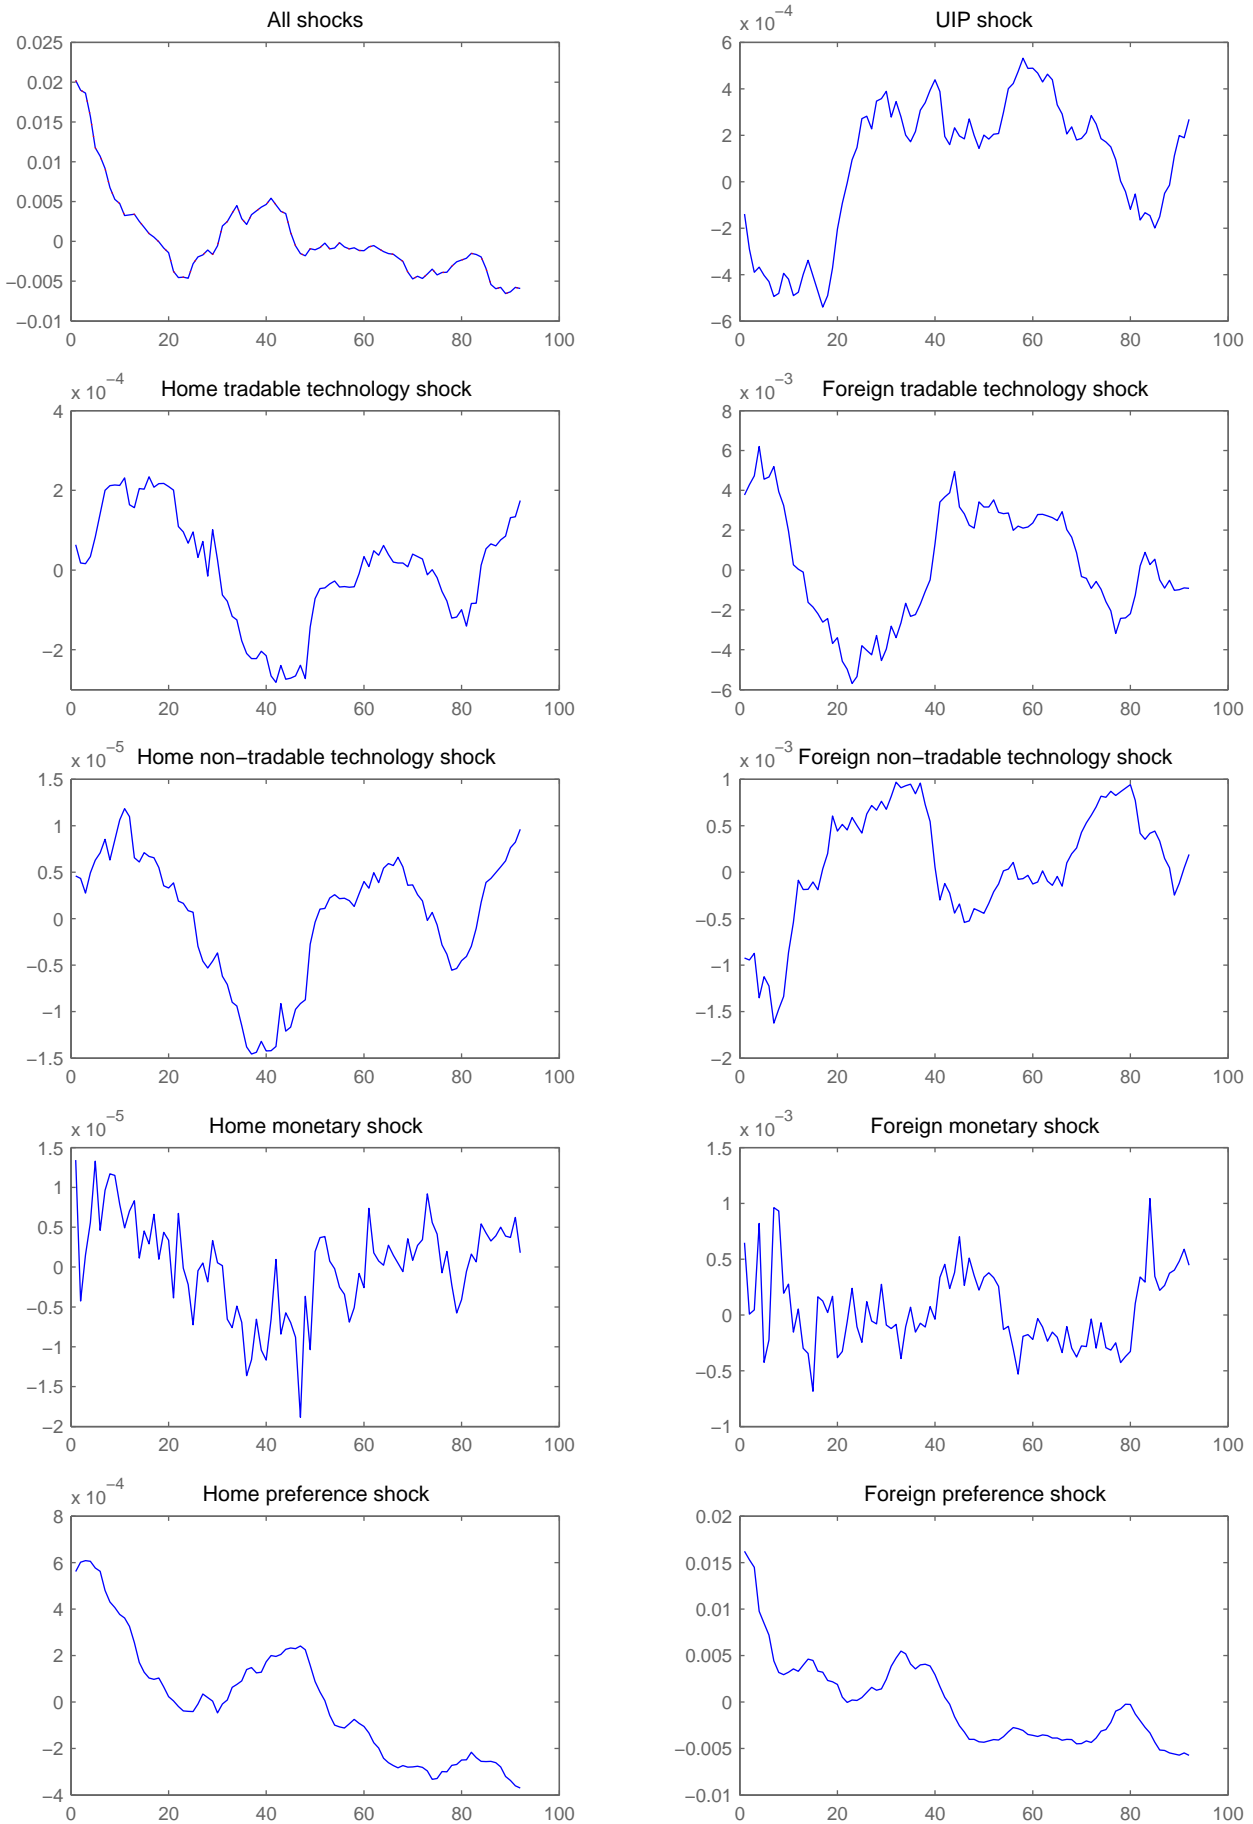 All shocks
0.025
0.02
0.015
0.01
0.005
0
−0.005
−0.01
0 20 40 60 80 100
UIP shock
x 10−4
6
4
2
0
−2
−4
−6
0 20 40 60 80 100
Home tradable technology shock
x 10−4
4
2
0
−2
0 20 40 60 80 100
Foreign tradable technology shock
x 10−3
8
6
4
2
0
−2
−4
−6
0 20 40 60 80 100
Home non−tradable technology shock
x 10−5
1.5
1
0.5
0
−0.5
−1
−1.5
0 20 40 60 80 100
Foreign non−tradable technology shock
x 10−3
1
0.5
0
−0.5
−1
−1.5
−2
0 20 40 60 80 100
Home monetary shock
x 10−5
1.5
1
0.5
0
−0.5
−1
−1.5
−2
0 20 40 60 80 100
Foreign monetary shock
x 10−3
1.5
1
0.5
0
−0.5
−1
0 20 40 60 80 100
Home preference shock
x 10−4
8
6
4
2
0
−2
−4
0 20 40 60 80 100
Foreign preference shock
0.02
0.015
0.01
0.005
0
−0.005
−0.01
0 20 40 60 80 100